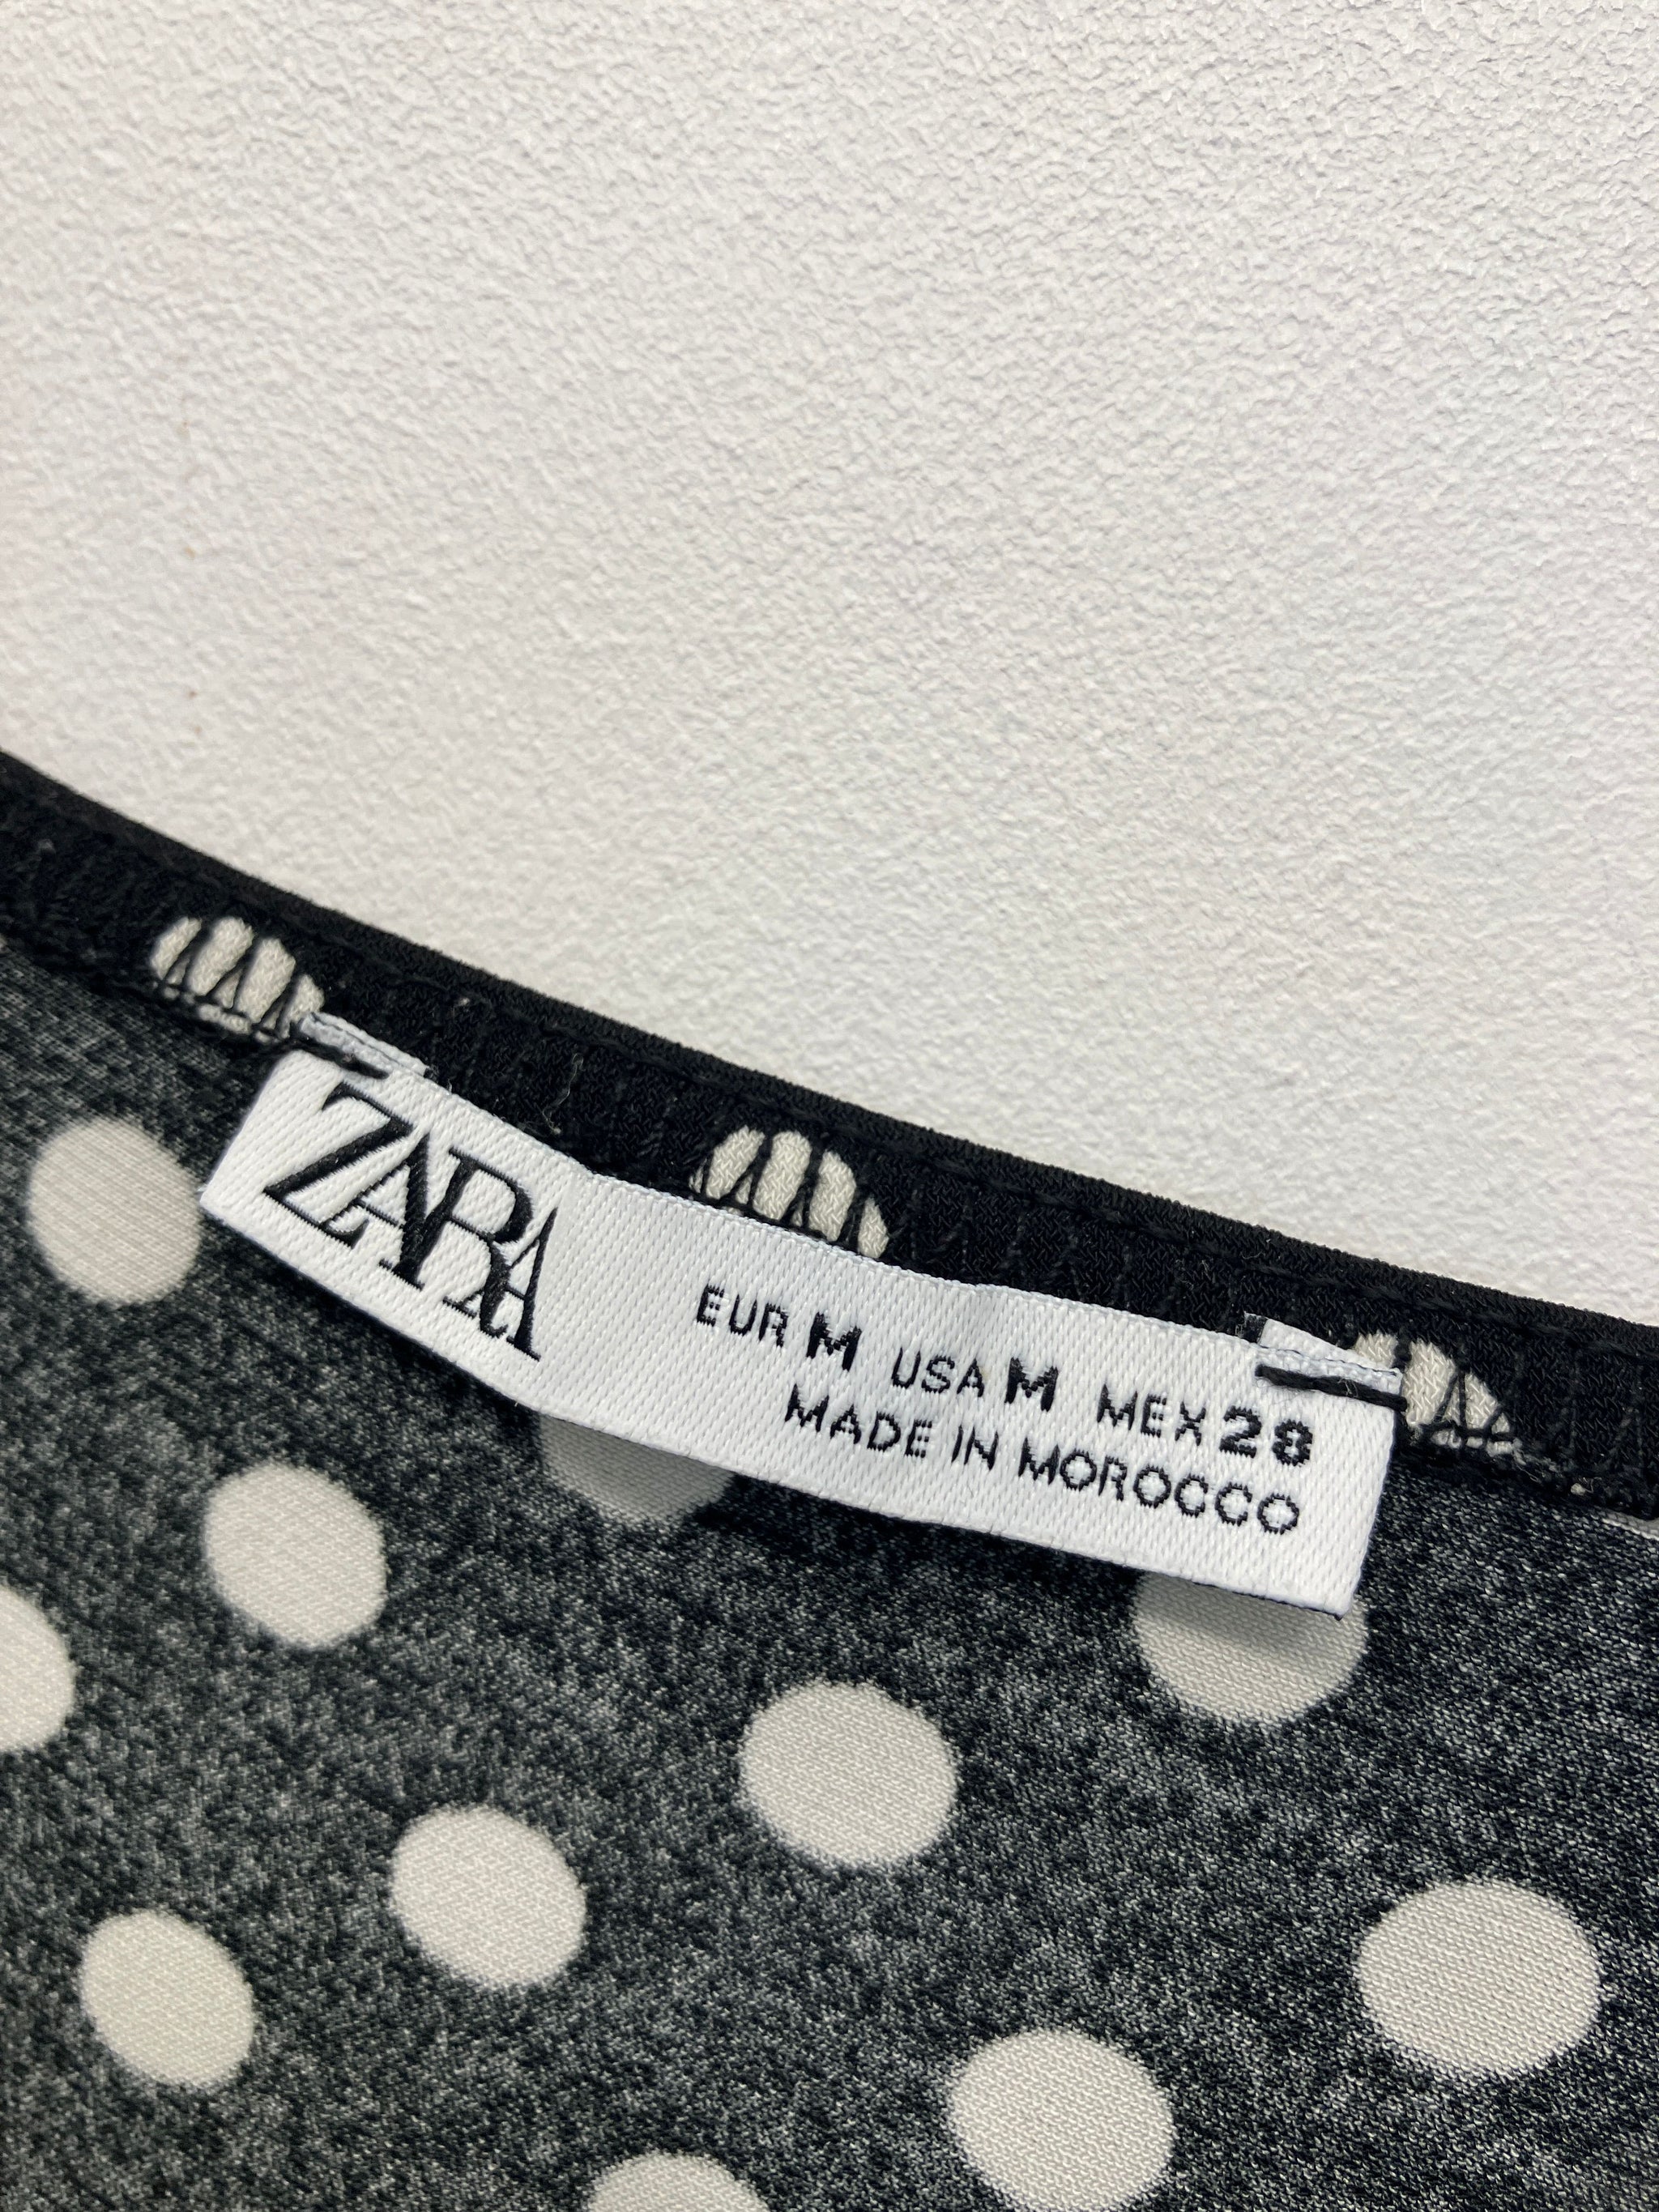 ZARA
EUR M USA M MEX 28
MADE IN MOROCCO